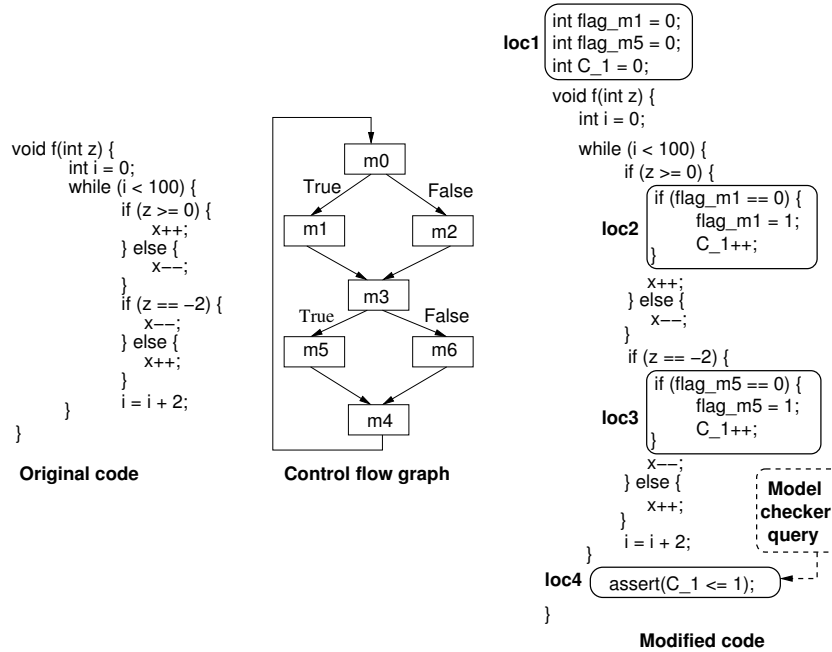 void f(int z) {
int i = 0;
while (i < 100) {
if (z >= 0) {
x++;
} else {
x−−;
}
if (z == −2) {
x−−;
} else {
x++;
}
i = i + 2;
}
}
Original code
m0
True
False
m1
m2
m3
True
False
m5
m6
m4
Control flow graph
loc1
int flag_m1 = 0;
int flag_m5 = 0;
int C_1 = 0;
void f(int z) {
int i = 0;
while (i < 100) {
if (z >= 0) {
loc2
if (flag_m1 == 0) {
flag_m1 = 1;
C_1++;
}
x++;
} else {
x−−;
}
if (z == −2) {
loc3
if (flag_m5 == 0) {
flag_m5 = 1;
C_1++;
}
x−−;
} else {
x++;
}
i = i + 2;
}
Model
checker
query
loc4
assert(C_1 <= 1);
}
Modified code